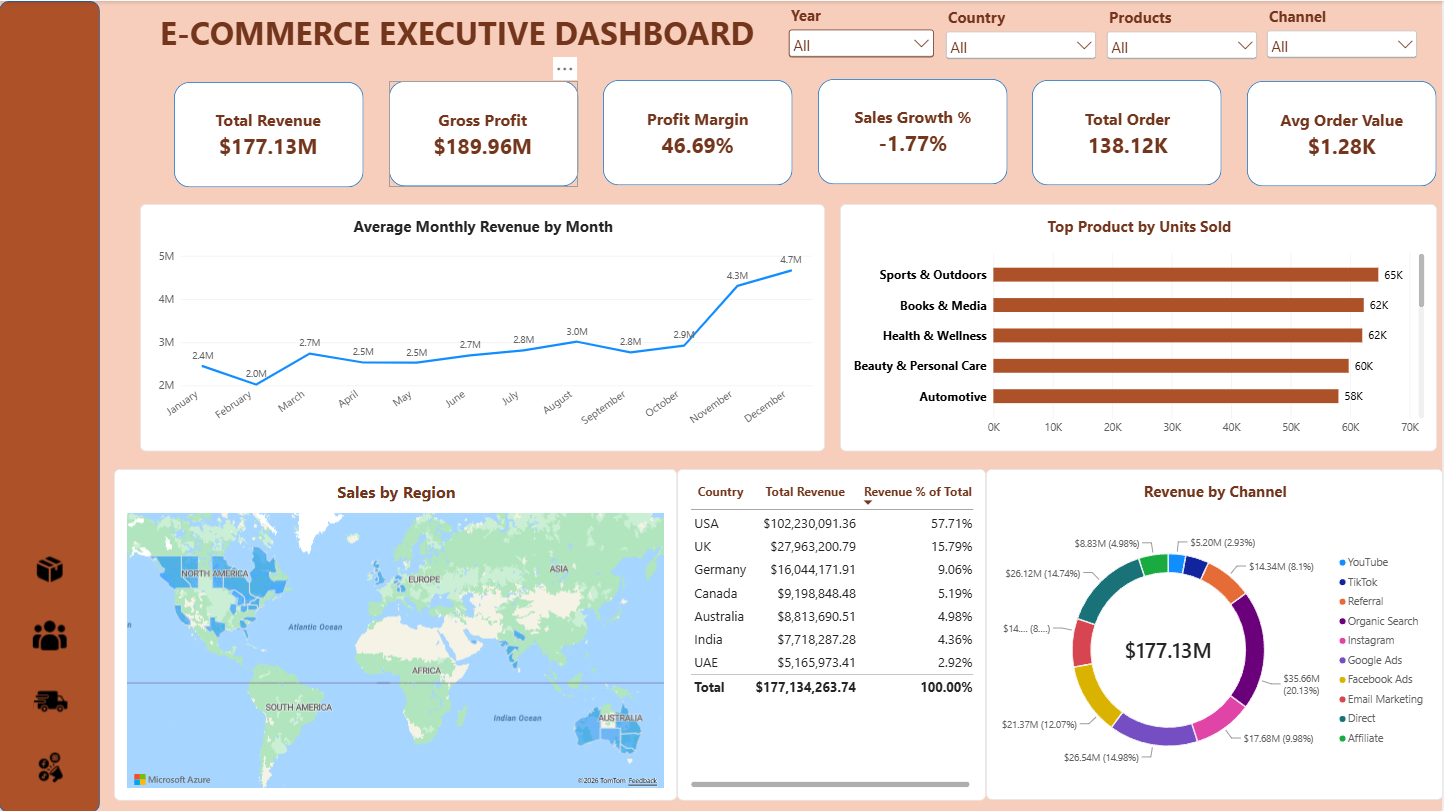 E-COMMERCE EXECUTIVE DASHBOARD
Year
All
Country
All
Products
All
Channel
All
...
Total Revenue
$177.13M
Gross Profit
$189.96M
Profit Margin
46.69%
Sales Growth %
-1.77%
Total Order
138.12K
Avg Order Value
$1.28K
Average Monthly Revenue by Month
5M
4M
3M
2M
2.4M
2.0M
2.7M
2.5M
2.5M
2.7M
2.8M
3.0M
2.8M
2.9M
4.3M
4.7M
January
February
March
April
May
June
July
August
September
October
November
December
Top Product by Units Sold
Sports & Outdoors 65K
Books & Media 62K
Health & Wellness 62K
Beauty & Personal Care 60K
Automotive 58K
0K 10K 20K 30K 40K 50K 60K 70K
Sales by Region
NORTH AMERICA
EUROPE
ASIA
Atlantic Ocean
AFRICA
SOUTH AMERICA
Indian Ocean
AUSTRALIA
Microsoft Azure
©2026 TomTom Feedback
Country Total Revenue Revenue % of Total
USA $102,230,091.36 57.71%
UK $27,963,200.79 15.79%
Germany $16,044,171.91 9.06%
Canada $9,198,848.48 5.19%
Australia $8,813,690.51 4.98%
India $7,718,287.28 4.36%
UAE $5,165,973.41 2.92%
Total $177,134,263.74 100.00%
Revenue by Channel
$8.83M (4.98%)
$5.20M (2.93%)
$14.34M (8.1%)
$26.12M (14.74%)
$14.... (8....)
$177.13M
$35.66M
(20.13%)
$21.37M (12.07%)
$17.68M (9.98%)
$26.54M (14.98%)
YouTube
TikTok
Referral
Organic Search
Instagram
Google Ads
Facebook Ads
Email Marketing
Direct
Affiliate